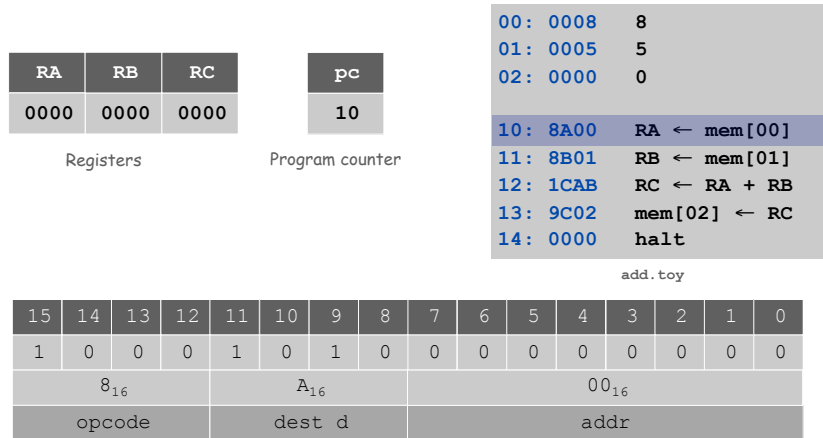 RA RB RC
0000 0000 0000
Registers
pc
10
Program counter
00: 0008 8
01: 0005 5
02: 0000 0
10: 8A00 RA ← mem[00]
11: 8B01 RB ← mem[01]
12: 1CAB RC ← RA + RB
13: 9C02 mem[02] ← RC
14: 0000 halt
add.toy
15 14 13 12 11 10 9 8 7 6 5 4 3 2 1 0
1 0 0 0 1 0 1 0 0 0 0 0 0 0 0 0
8₁₆ A₁₆ 00₁₆
opcode dest d addr